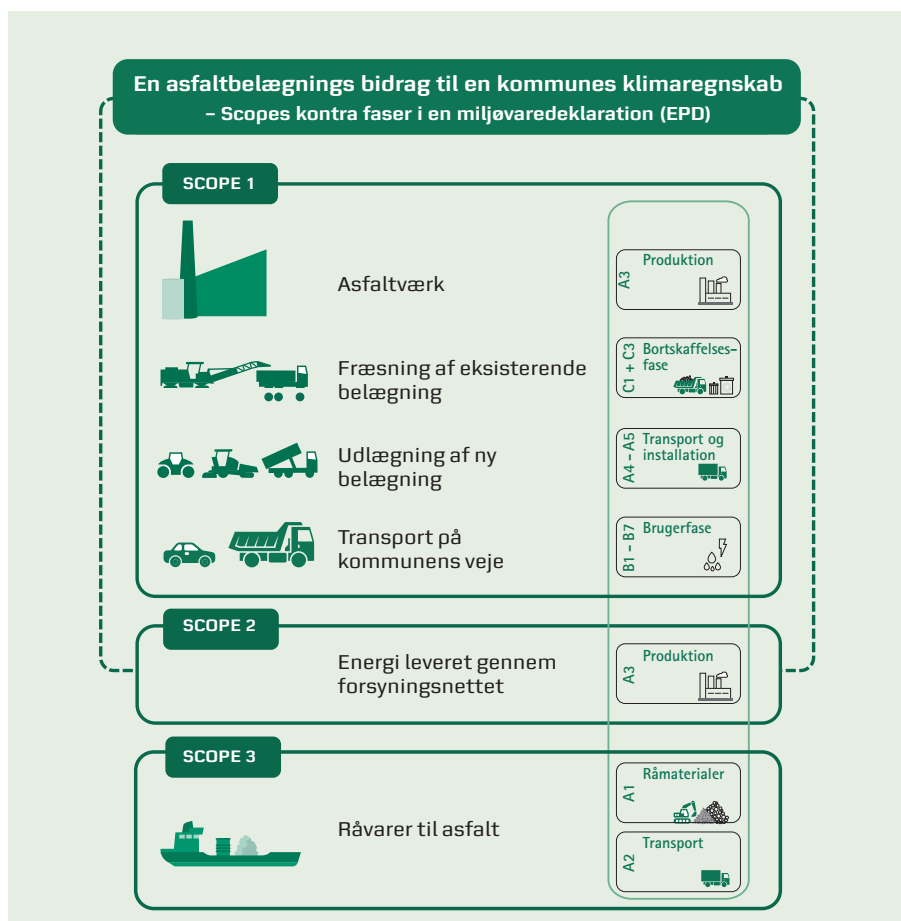 En asfaltbelægnings bidrag til en kommunes klimaregnskab
– Scopes kontra faser i en miljøvaredeklaration (EPD)
SCOPE 1
Asfaltværk
A3
Produktion
Fræsning af eksisterende
belægning
C1 + C3
Bortskaffelses-
fase
Udlægning af ny
belægning
A4 – A5
Transport og
installation
Transport på
kommunens veje
B1 – B7
Brugerfase
SCOPE 2
Energi leveret gennem
forsyningsnettet
A3
Produktion
SCOPE 3
Råvarer til asfalt
A1
Råmaterialer
A2
Transport